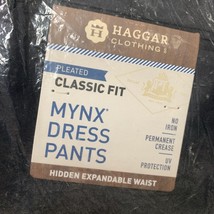 HAGGAR
H
CLOTHING
PLEATED
CLASSIC FIT
MYNX®
DRESS
PANTS
NO
IRON
PERMANENT
CREASE
UV
PROTECTION
HIDDEN EXPANDABLE WAIST